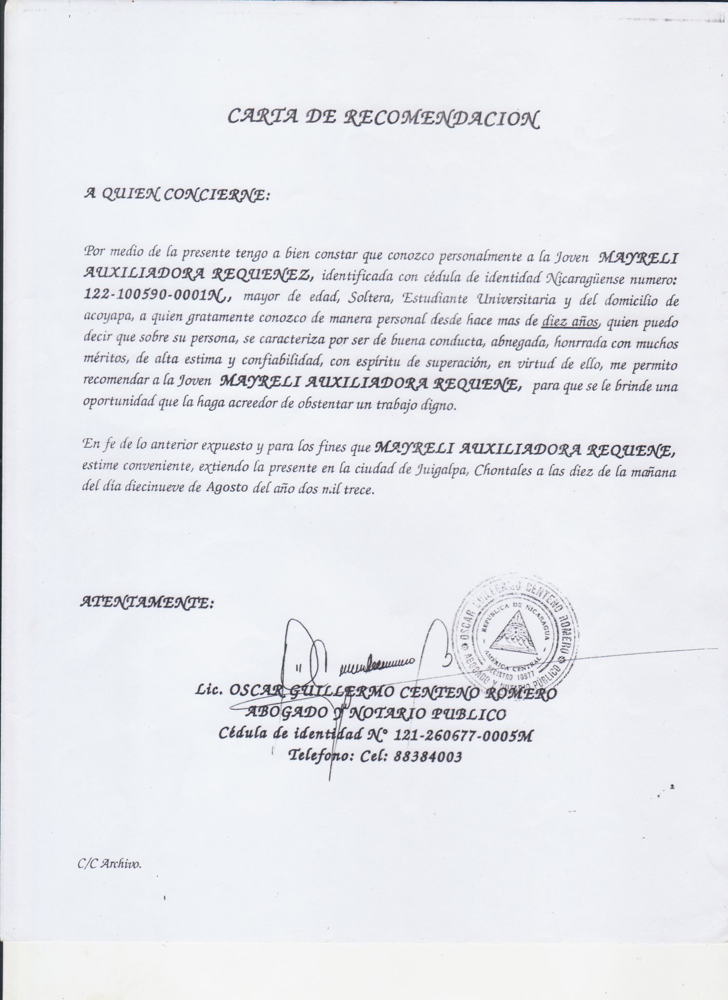 CARTA DE RECOMENDACION
A QUIEN CONCIERNE:
Por medio de la presente tengo a bien constar que conozco personalmente a la Joven MAYRELI
AUXILIADORA REQUENEZ, identificada con cédula de identidad Nicaragüense numero:
122-100590-0001N,, mayor de edad, Soltera, Estudiante Universitaria y del domicilio de
acoyapa, a quien gratamente conozco de manera personal desde hace mas de diez años, quien puedo
decir que sobre su persona, se caracteriza por ser de buena conducta, abnegada, honrrada con muchos
méritos, de alta estima y confiabilidad, con espíritu de superación, en virtud de ello, me permito
recomendar a la Joven MAYRELI AUXILIADORA REQUENE, para que se le brinde una
oportunidad que la haga acreedor de obstentar un trabajo digno.
En fe de lo anterior expuesto y para los fines que MAYRELI AUXILIADORA REQUENE,
estime conveniente, extiendo la presente en la ciudad de Juigalpa, Chontales a las diez de la mañana
del día diecinueve de Agosto del año dos mil trece.
ATENTAMENTE:
OSCAR GUILLERMO CENTENO ROMERO
ABOGADO Y NOTARIO PÚBLICO
REPUBLICA DE NICARAGUA
AMÉRICA CENTRAL
REGISTRO 10977
Lic. OSCAR GUILLERMO CENTENO ROMERO
ABOGADO Y NOTARIO PUBLICO
Cédula de identidad N° 121-260677-0005M
Telefono: Cel: 88384003
C/C Archivo.